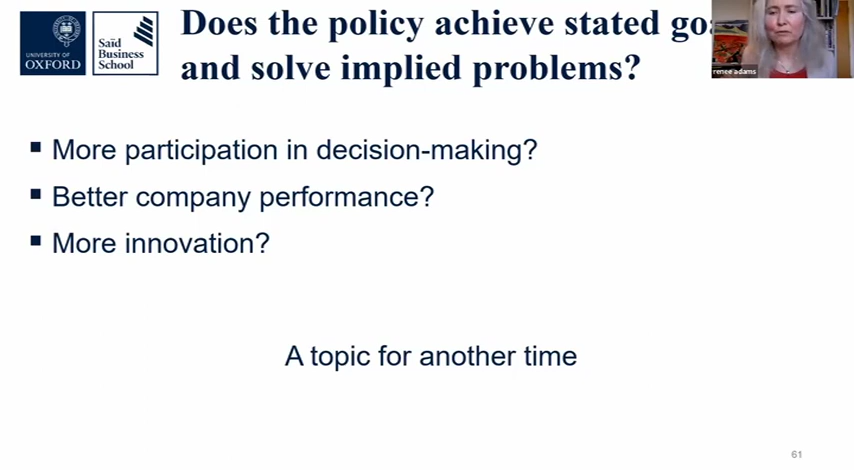 UNIVERSITY OF
OXFORD
Saïd
Business
School
Does the policy achieve stated
and solve implied problems?
renee adams
▪ More participation in decision-making?
▪ Better company performance?
▪ More innovation?
A topic for another time
61